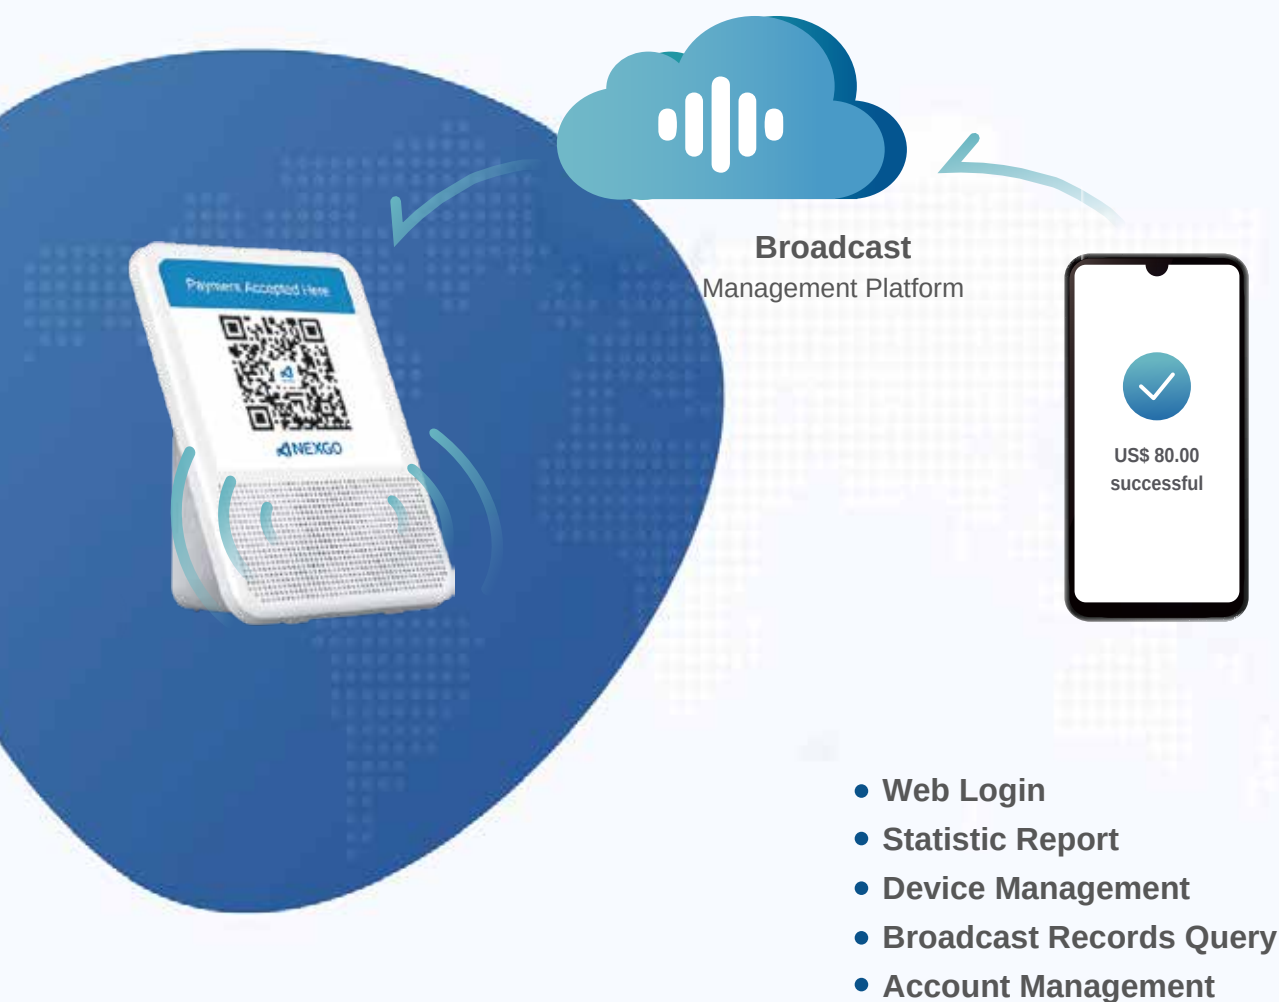 Broadcast
Management Platform
Payment Accepted Here
NEXGO
US$ 80.00
successful
Web Login
Statistic Report
Device Management
Broadcast Records Query
Account Management